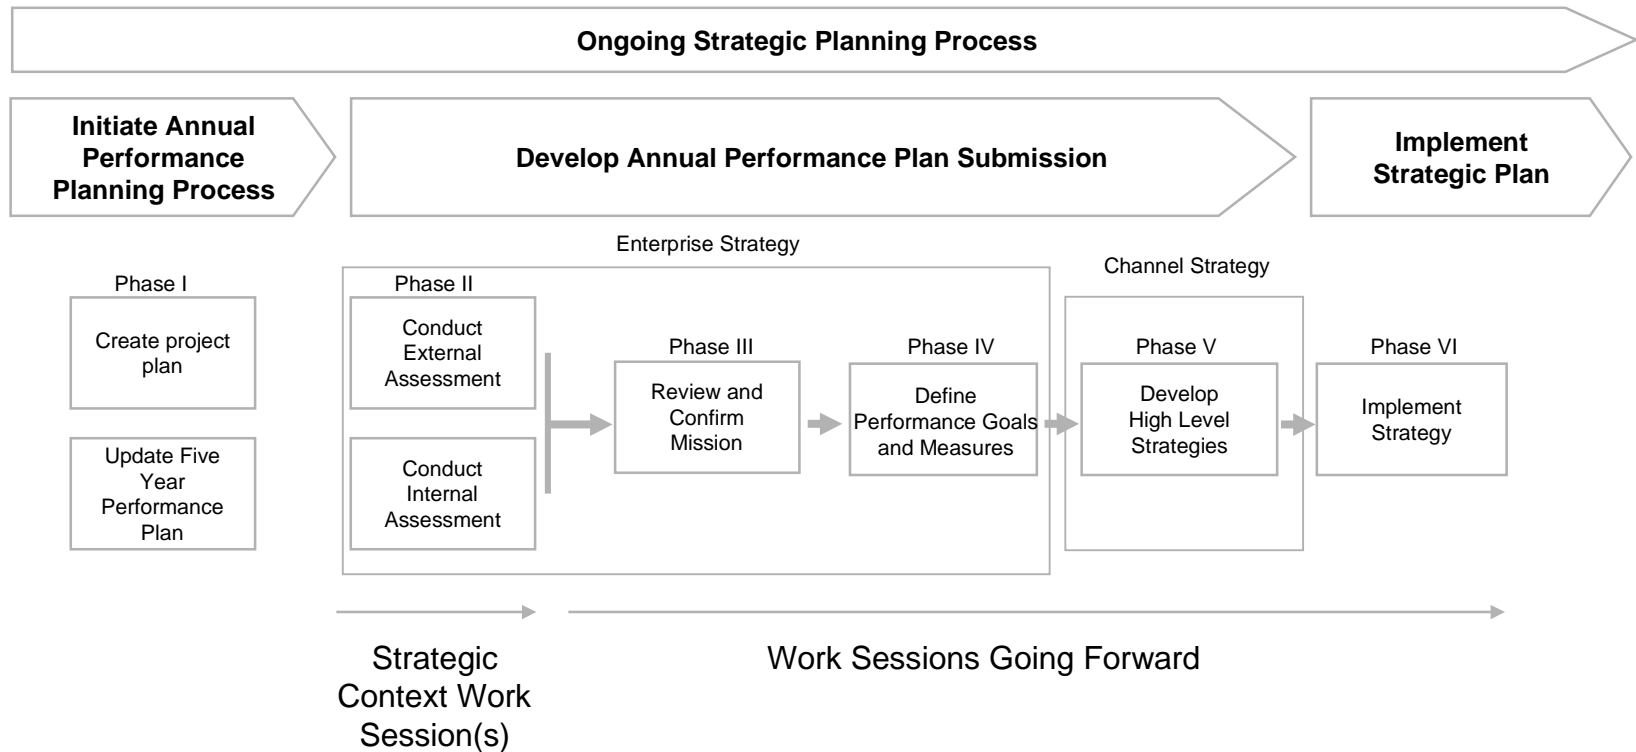 Ongoing Strategic Planning Process
Initiate Annual
Performance
Planning Process
Develop Annual Performance Plan Submission
Implement
Strategic Plan
Enterprise Strategy
Channel Strategy
Phase I
Create project
plan
Update Five
Year
Performance
Plan
Phase II
Conduct
External
Assessment
Conduct
Internal
Assessment
Phase III
Review and
Confirm
Mission
Phase IV
Define
Performance Goals
and Measures
Phase V
Develop
High Level
Strategies
Phase VI
Implement
Strategy
Strategic
Context Work
Session(s)
Work Sessions Going Forward